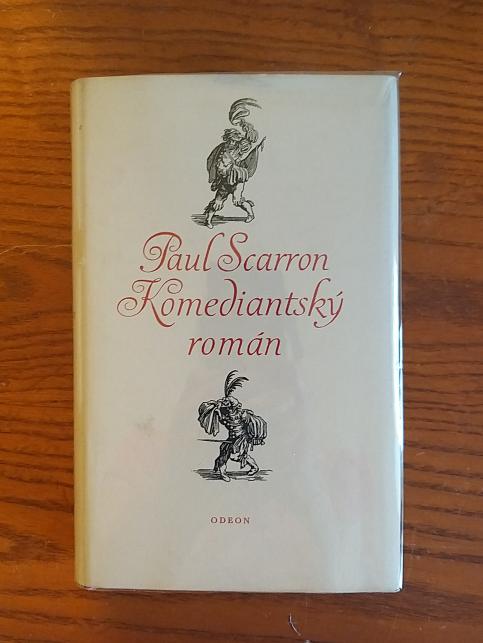 Paul Scarron
Komediantský
román
ODEON